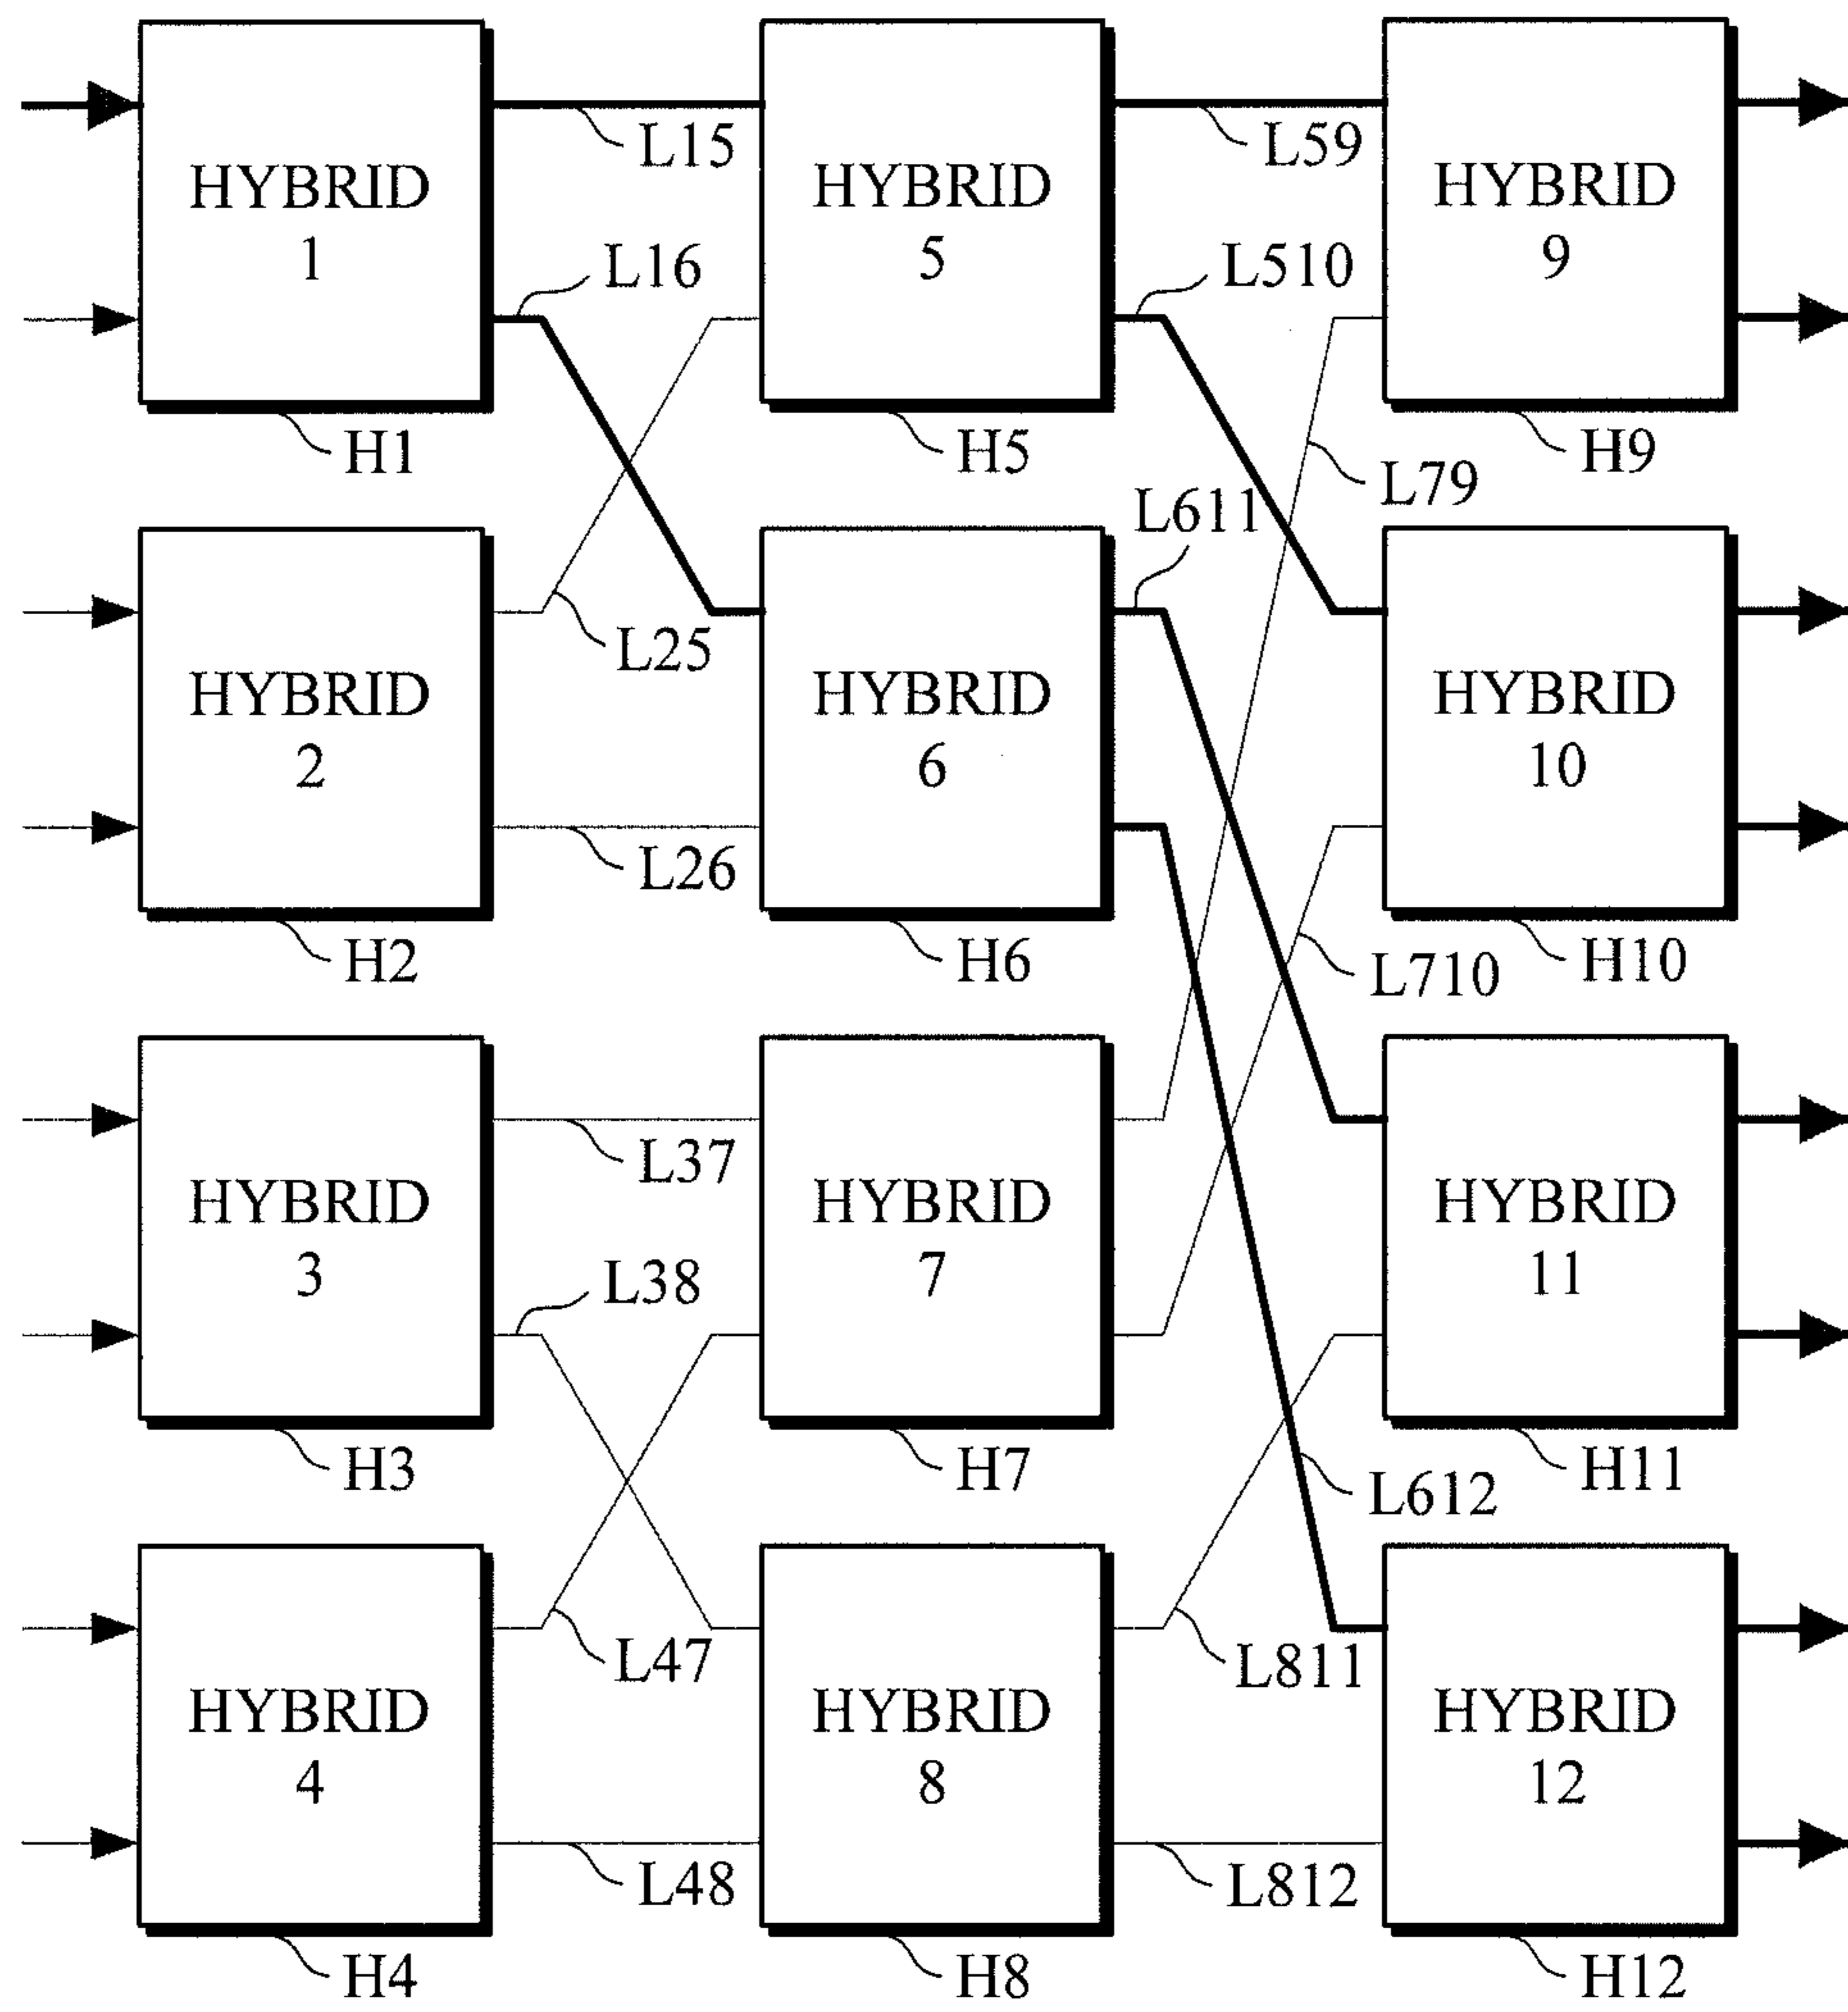 HYBRID
1
L15
HYBRID
5
L59
HYBRID
9
L16
L510
H1
H5
H9
L79
L611
L25
HYBRID
2
HYBRID
6
HYBRID
10
L26
H2
H6
H10
L710
L37
HYBRID
3
HYBRID
7
HYBRID
11
L38
H3
H7
H11
L612
L47
L811
HYBRID
4
HYBRID
8
HYBRID
12
L48
L812
H4
H8
H12